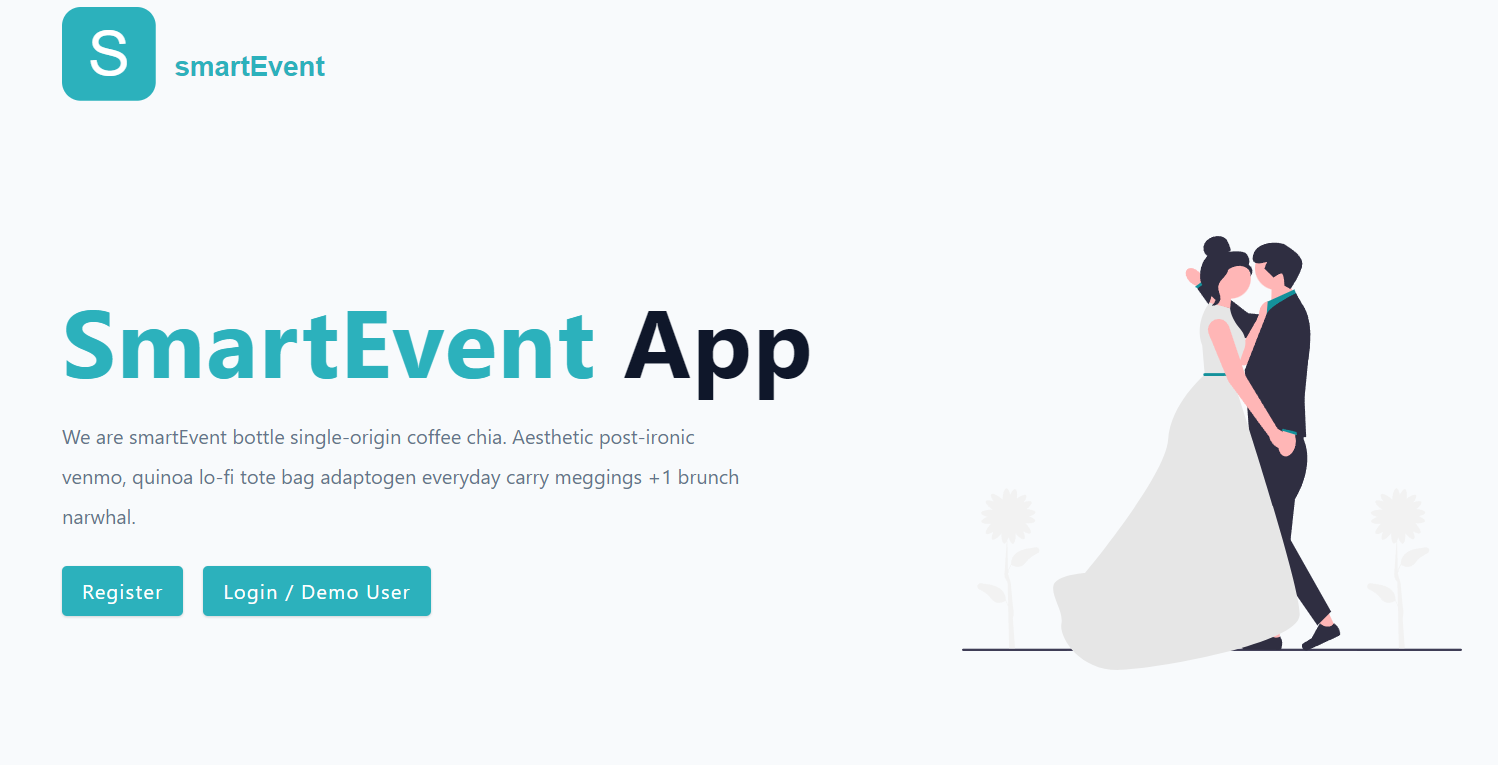 S
smartEvent
SmartEvent App
We are smartEvent bottle single-origin coffee chia. Aesthetic post-ironic
venmo, quinoa lo-fi tote bag adaptogen everyday carry meggings +1 brunch
narwhal.
Register
Login / Demo User